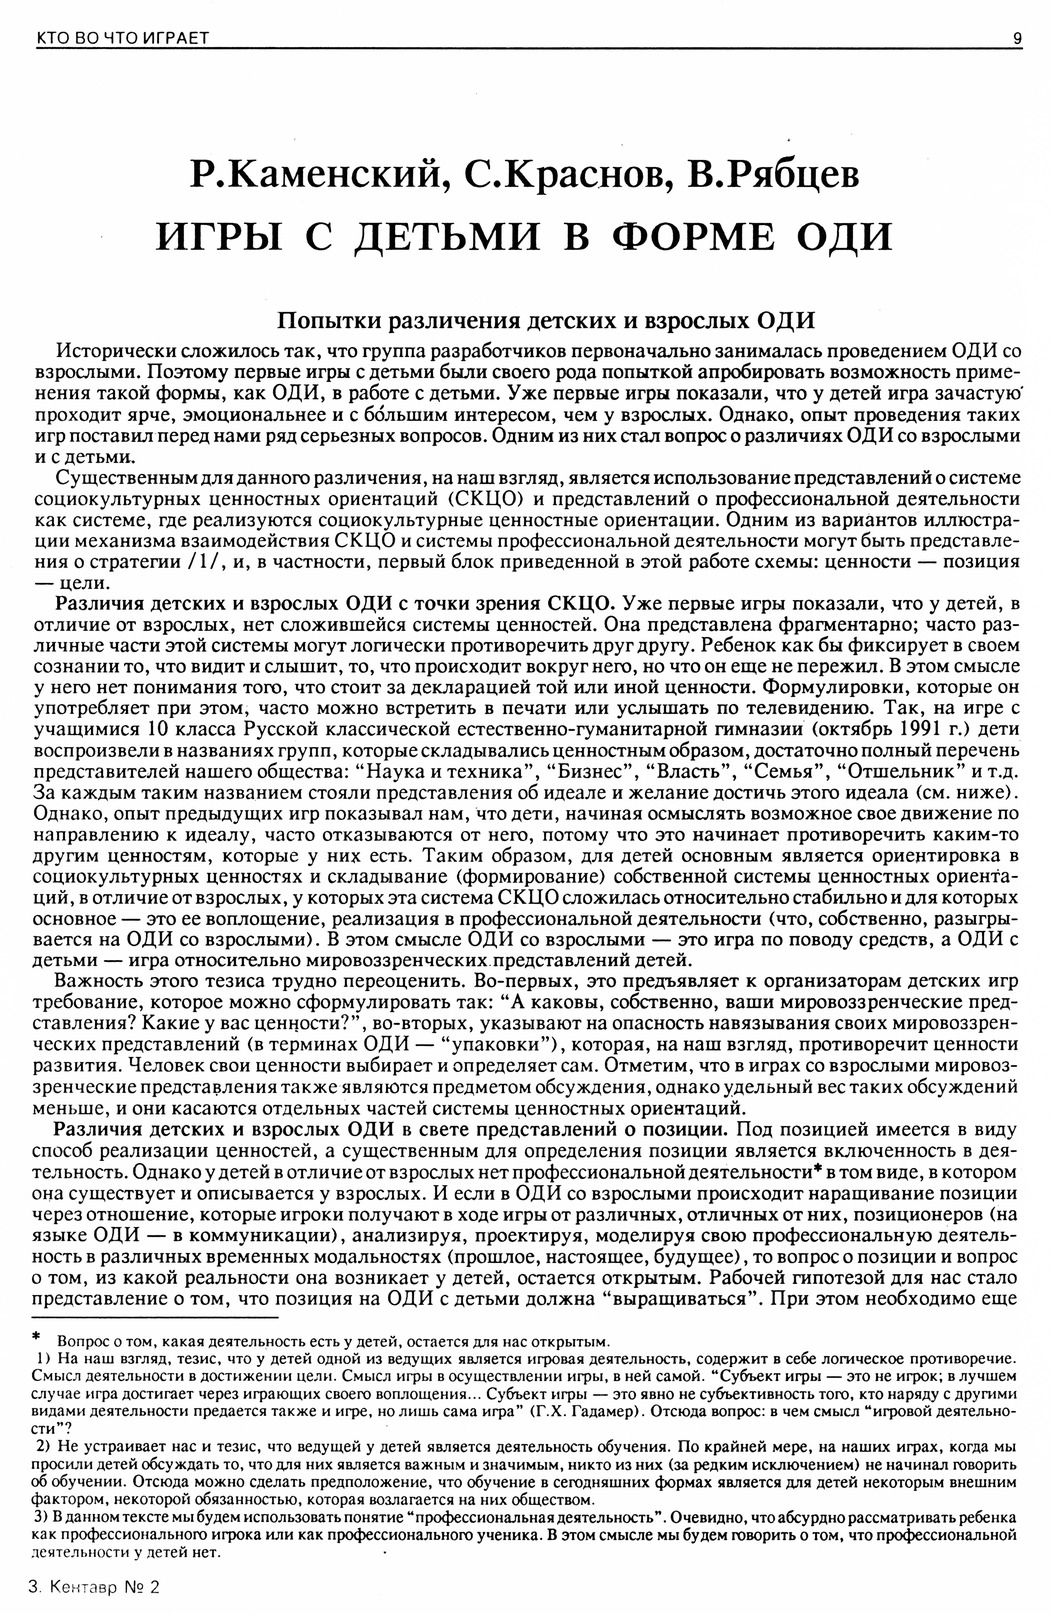 КТО ВО ЧТО ИГРАЕТ 9
Р.Каменский, С.Краснов, В.Рябцев
ИГРЫ С ДЕТЬМИ В ФОРМЕ ОДИ
Попытки различения детских и взрослых ОДИ
Исторически сложилось так, что группа разработчиков первоначально занималась проведением ОДИ со
взрослыми. Поэтому первые игры с детьми были своего рода попыткой апробировать возможность приме-
нения такой формы, как ОДИ, в работе с детьми. Уже первые игры показали, что у детей игра зачастую
проходит ярче, эмоциональнее и с бо́льшим интересом, чем у взрослых. Однако, опыт проведения таких
игр поставил перед нами ряд серьезных вопросов. Одним из них стал вопрос о различиях ОДИ со взрослыми
и с детьми.
Существенным для данного различения, на наш взгляд, является использование представлений о системе
социокультурных ценностных ориентаций (СКЦО) и представлений о профессиональной деятельности
как системе, где реализуются социокультурные ценностные ориентации. Одним из вариантов иллюстра-
ции механизма взаимодействия СКЦО и системы профессиональной деятельности могут быть представле-
ния о стратегии /1/, и, в частности, первый блок приведенной в этой работе схемы: ценности — позиция
— цели.
Различия детских и взрослых ОДИ с точки зрения СКЦО. Уже первые игры показали, что у детей, в
отличие от взрослых, нет сложившейся системы ценностей. Она представлена фрагментарно; часто раз-
личные части этой системы могут логически противоречить друг другу. Ребенок как бы фиксирует в своем
сознании то, что видит и слышит, то, что происходит вокруг него, но что он еще не пережил. В этом смысле
у него нет понимания того, что стоит за декларацией той или иной ценности. Формулировки, которые он
употребляет при этом, часто можно встретить в печати или услышать по телевидению. Так, на игре с
учащимися 10 класса Русской классической естественно-гуманитарной гимназии (октябрь 1991 г.) дети
воспроизвели в названиях групп, которые складывались ценностным образом, достаточно полный перечень
представителей нашего общества: “Наука и техника”, “Бизнес”, “Власть”, “Семья”, “Отшельник” и т.д.
За каждым таким названием стояли представления об идеале и желание достичь этого идеала (см. ниже).
Однако, опыт предыдущих игр показывал нам, что дети, начиная осмыслять возможное свое движение по
направлению к идеалу, часто отказываются от него, потому что это начинает противоречить каким-то
другим ценностям, которые у них есть. Таким образом, для детей основным является ориентировка в
социокультурных ценностях и складывание (формирование) собственной системы ценностных ориента-
ций, в отличие от взрослых, у которых эта система СКЦО сложилась относительно стабильно и для которых
основное — это ее воплощение, реализация в профессиональной деятельности (что, собственно, разыгры-
вается на ОДИ со взрослыми). В этом смысле ОДИ со взрослыми — это игра по поводу средств, а ОДИ с
детьми — игра относительно мировоззренческих представлений детей.
Важность этого тезиса трудно переоценить. Во-первых, это предъявляет к организаторам детских игр
требование, которое можно сформулировать так: “А каковы, собственно, ваши мировоззренческие пред-
ставления? Какие у вас ценности?”, во-вторых, указывают на опасность навязывания своих мировоззрен-
ческих представлений (в терминах ОДИ — “упаковки”), которая, на наш взгляд, противоречит ценности
развития. Человек свои ценности выбирает и определяет сам. Отметим, что в играх со взрослыми мировоз-
зренческие представления также являются предметом обсуждения, однако удельный вес таких обсуждений
меньше, и они касаются отдельных частей системы ценностных ориентаций.
Различия детских и взрослых ОДИ в свете представлений о позиции. Под позицией имеется в виду
способ реализации ценностей, а существенным для определения позиции является включенность в дея-
тельность. Однако у детей в отличие от взрослых нет профессиональной деятельности* в том виде, в котором
она существует и описывается у взрослых. И если в ОДИ со взрослыми происходит наращивание позиции
через отношение, которые игроки получают в ходе игры от различных, отличных от них, позиционеров (на
языке ОДИ — в коммуникации), анализируя, проектируя, моделируя свою профессиональную деятель-
ность в различных временных модальностях (прошлое, настоящее, будущее), то вопрос о позиции и вопрос
о том, из какой реальности она возникает у детей, остается открытым. Рабочей гипотезой для нас стало
представление о том, что позиция на ОДИ с детьми должна “выращиваться”. При этом необходимо еще
* Вопрос о том, какая деятельность есть у детей, остается для нас открытым.
1) На наш взгляд, тезис, что у детей одной из ведущих является игровая деятельность, содержит в себе логическое противоречие.
Смысл деятельности в достижении цели. Смысл игры в осуществлении игры, в ней самой. “Субъект игры — это не игрок; в лучшем
случае игра достигает через играющих своего воплощения... Субъект игры — это явно не субъективность того, кто наряду с другими
видами деятельности предается также и игре, но лишь сама игра” (Г.Х. Гадамер). Отсюда вопрос: в чем смысл “игровой деятельно-
сти”?
2) Не устраивает нас и тезис, что ведущей у детей является деятельность обучения. По крайней мере, на наших играх, когда мы
просили детей обсуждать то, что для них является важным и значимым, никто из них (за редким исключением) не начинал говорить
об обучении. Отсюда можно сделать предположение, что обучение в сегодняшних формах является для детей некоторым внешним
фактором, некоторой обязанностью, которая возлагается на них обществом.
3) В данном тексте мы будем использовать понятие “профессиональная деятельность”. Очевидно, что абсурдно рассматривать ребенка
как профессионального игрока или как профессионального ученика. В этом смысле мы будем говорить о том, что профессиональной
деятельности у детей нет.
3. Кентавр № 2